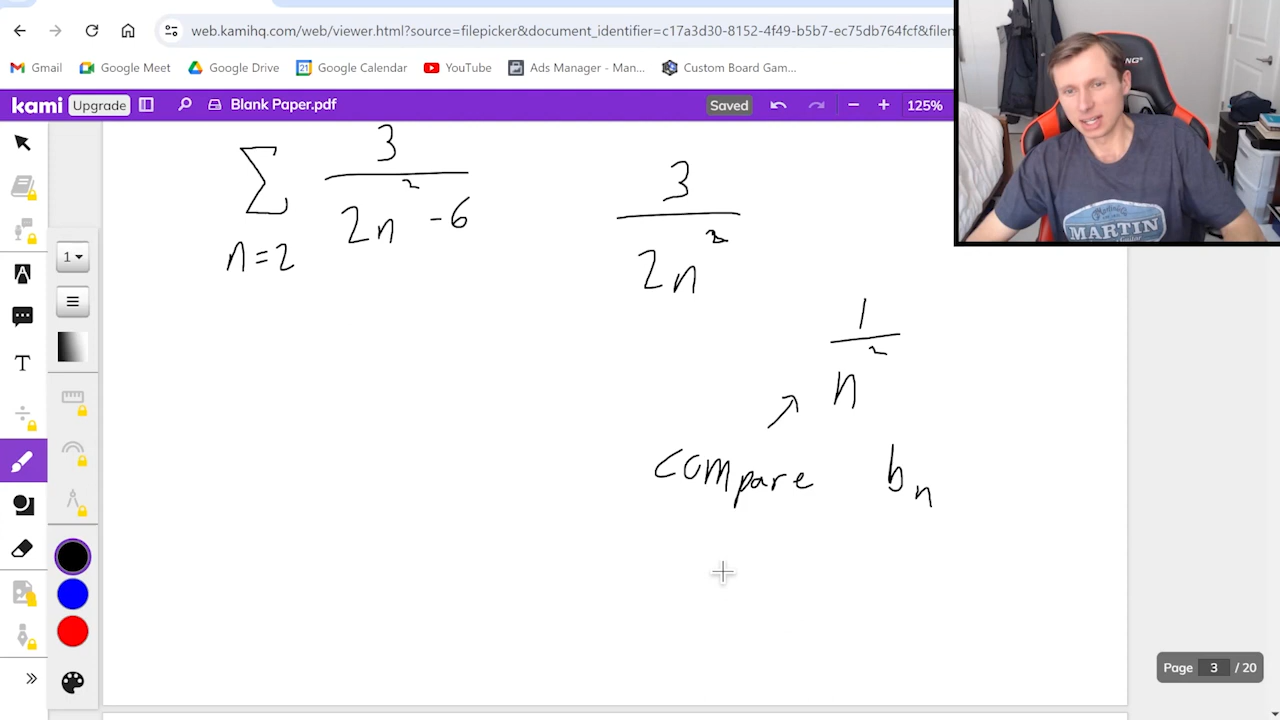 www.kamihq.com/web/viewer.html?source=filepicker&document_identifier=c17a3d30-8152-4f49-b5b7-ec75db764fcf&filen
Gmail Google Meet Google Drive Google Calendar YouTube Ads Manager - Man... Custom Board Gam...
kami Upgrade Blank Paper.pdf Saved 125%
1
T
∑ n=2 3/(2n² - 6)
3/(2n²)
1/n²
compare bₙ
MARTIN
Page 3 / 20